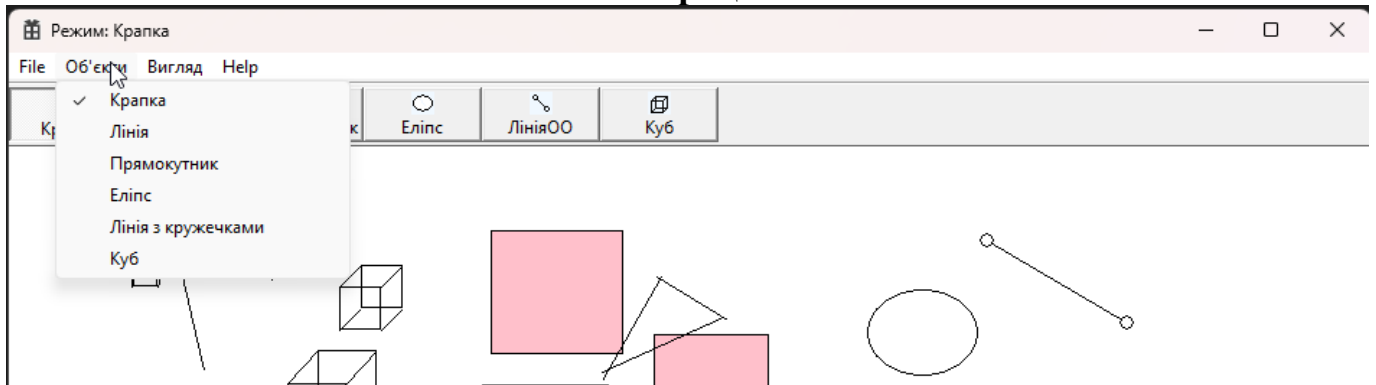 Режим: Крапка
File Об'єкти Вигляд Help
Крапка
Лінія
Прямокутник
Еліпс
Лінія з кружечками
Куб
Еліпс ЛініяОО Куб